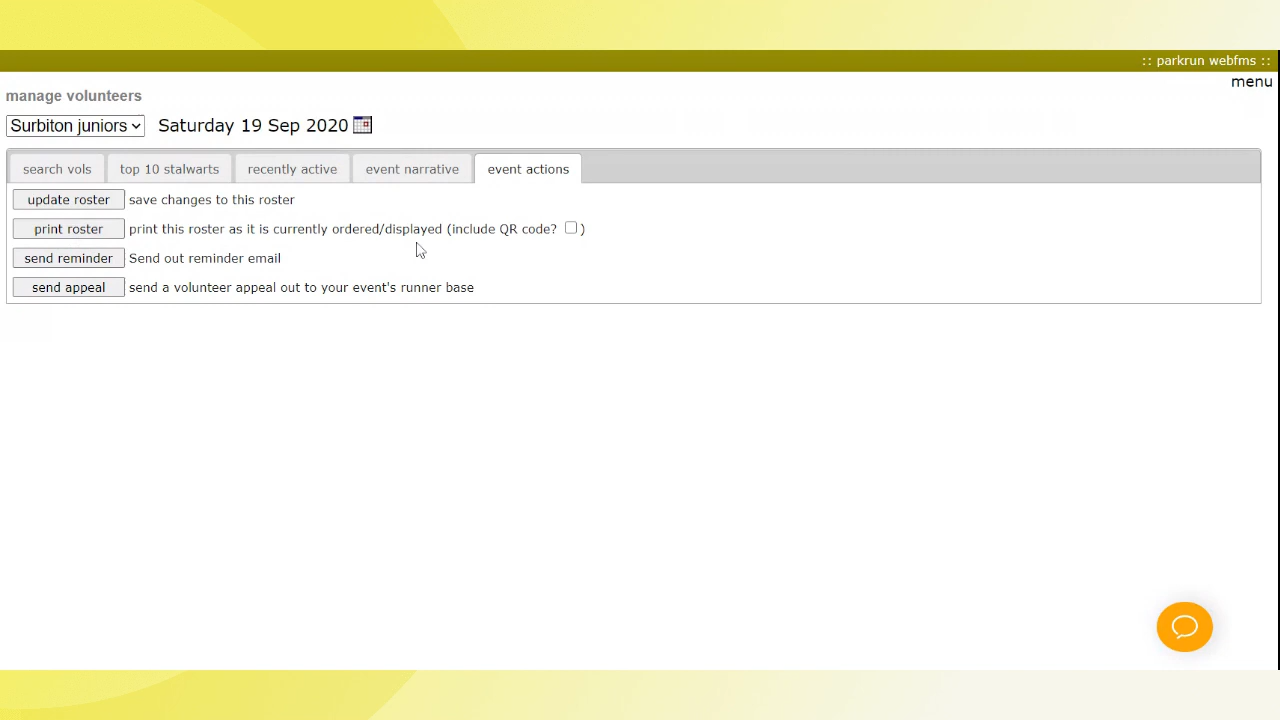 :: parkrun webfms ::
menu
manage volunteers
Surbiton juniors Saturday 19 Sep 2020
search vols top 10 stalwarts recently active event narrative event actions
update roster save changes to this roster
print roster print this roster as it is currently ordered/displayed (include QR code? )
send reminder Send out reminder email
send appeal send a volunteer appeal out to your event's runner base